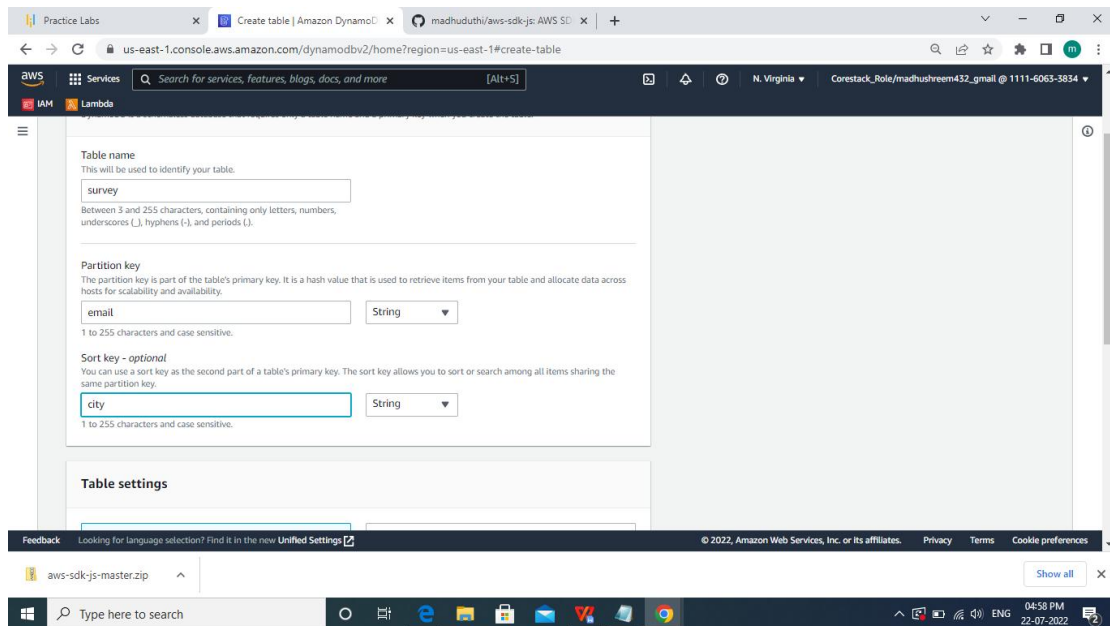 Practice Labs
Create table | Amazon DynamoD
madhuduthi/aws-sdk-js: AWS SD
us-east-1.console.aws.amazon.com/dynamodbv2/home?region=us-east-1#create-table
m
aws
Services
Search for services, features, blogs, docs, and more
[Alt+S]
N. Virginia
Corestack_Role/madhushreem432_gmail @ 1111-6063-3834
IAM
Lambda
Table name
This will be used to identify your table.
survey
Between 3 and 255 characters, containing only letters, numbers,
underscores (_), hyphens (-), and periods (.).
Partition key
The partition key is part of the table's primary key. It is a hash value that is used to retrieve items from your table and allocate data across
hosts for scalability and availability.
email
String
1 to 255 characters and case sensitive.
Sort key - optional
You can use a sort key as the second part of a table's primary key. The sort key allows you to sort or search among all items sharing the
same partition key.
city
String
1 to 255 characters and case sensitive.
Table settings
Feedback
Looking for language selection? Find it in the new Unified Settings
© 2022, Amazon Web Services, Inc. or its affiliates.
Privacy
Terms
Cookie preferences
aws-sdk-js-master.zip
Show all
Type here to search
ENG
04:58 PM
22-07-2022
2